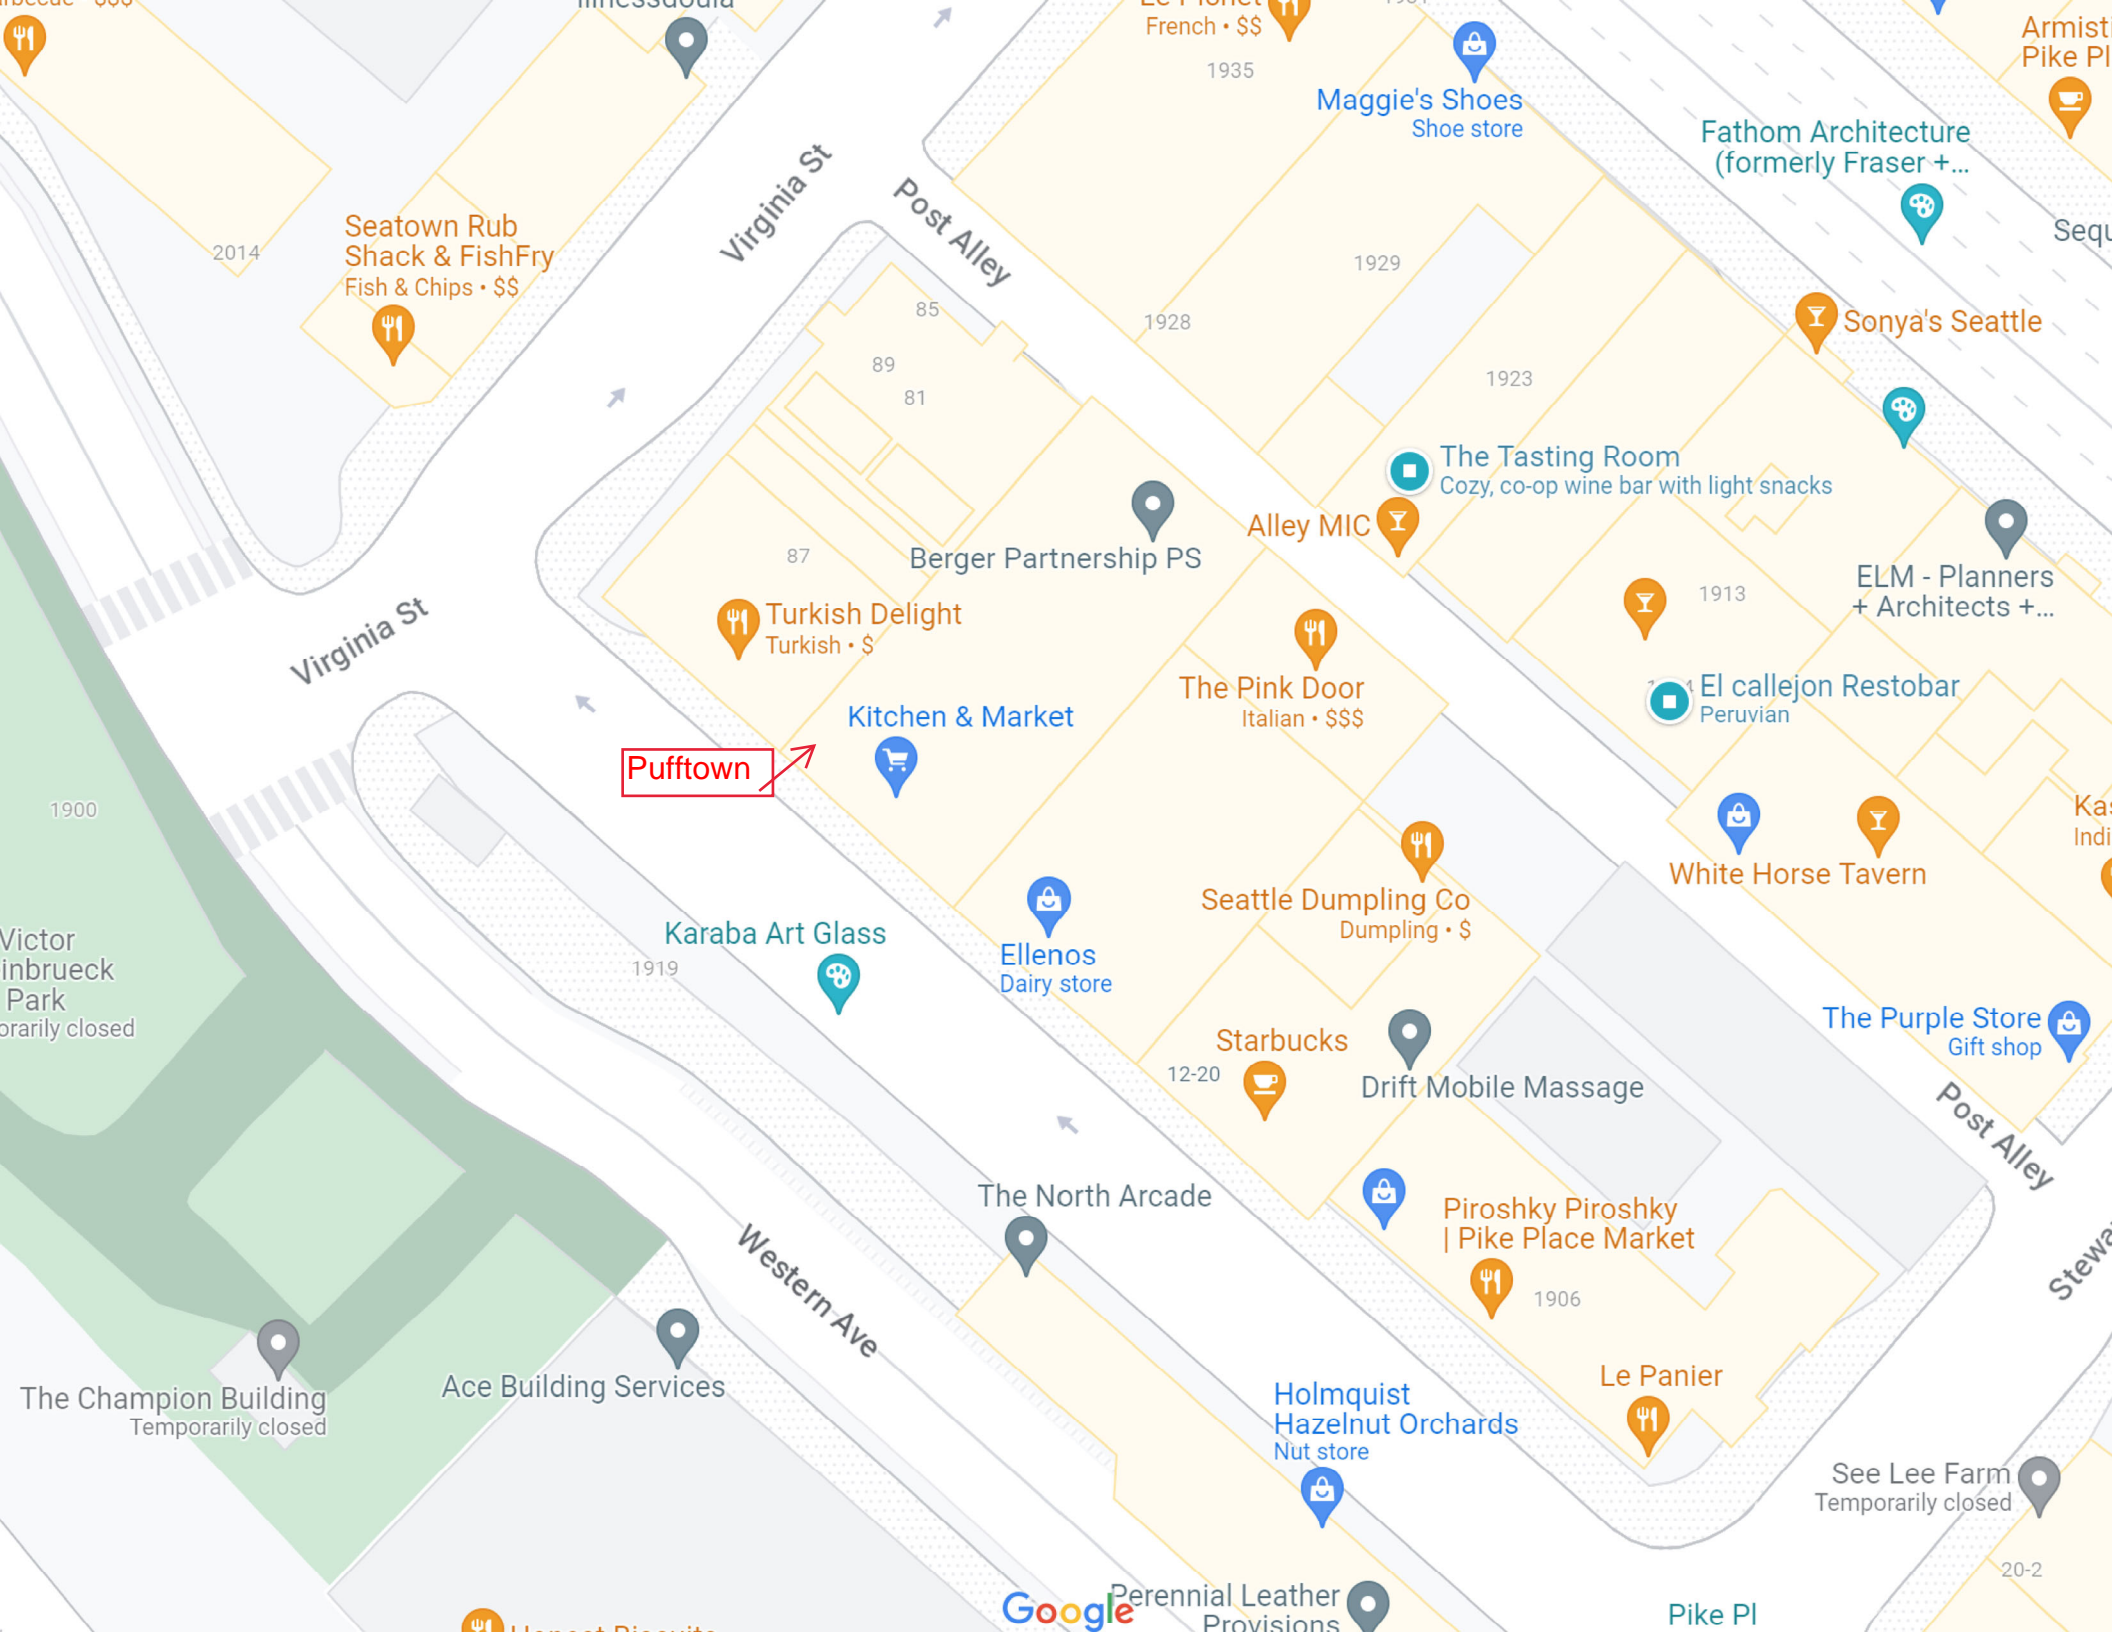 French • $$
1935
Maggie's Shoes
Shoe store
Fathom Architecture
(formerly Fraser +...
Virginia St
Post Alley
2014
Seatown Rub
Shack & FishFry
Fish & Chips • $$
85
1928
1929
Sonya's Seattle
89
81
1923
The Tasting Room
Cozy, co-op wine bar with light snacks
Alley MIC
87
Berger Partnership PS
1913
ELM - Planners
+ Architects +...
Virginia St
Turkish Delight
Turkish • $
The Pink Door
Italian • $$$
El callejon Restobar
Peruvian
Kitchen & Market
Pufftown
1900
White Horse Tavern
Seattle Dumpling Co
Dumpling • $
Karaba Art Glass
1919
Ellenos
Dairy store
Victor
inbrueck
Park
orarily closed
Starbucks
12-20
Drift Mobile Massage
The Purple Store
Gift shop
Post Alley
The North Arcade
Piroshky Piroshky
| Pike Place Market
1906
Western Ave
Le Panier
Ace Building Services
The Champion Building
Temporarily closed
Holmquist
Hazelnut Orchards
Nut store
See Lee Farm
Temporarily closed
20-2
Google
Perennial Leather
Provisions
Pike Pl